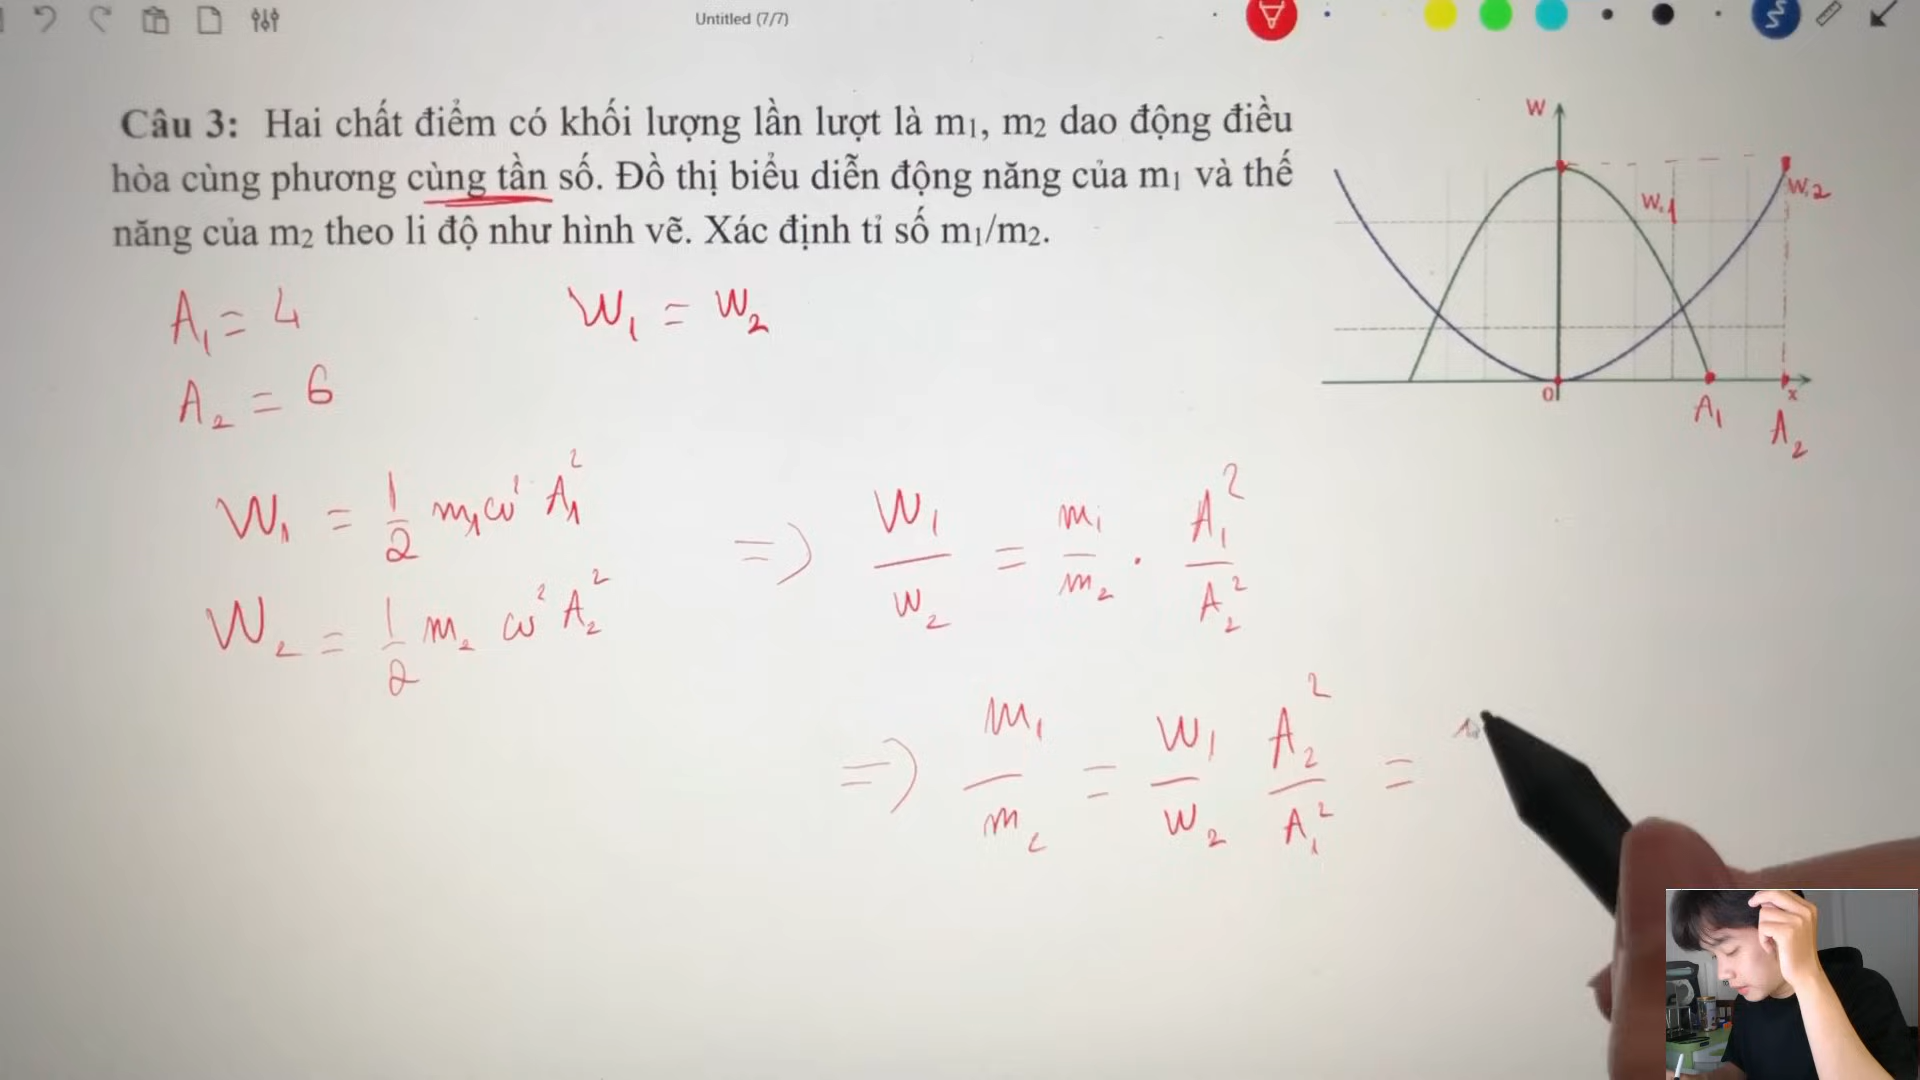 Untitled (7/7)
Câu 3: Hai chất điểm có khối lượng lần lượt là m₁, m₂ dao động điều
hòa cùng phương cùng tần số. Đồ thị biểu diễn động năng của m₁ và thế
năng của m₂ theo li độ như hình vẽ. Xác định tỉ số m₁/m₂.
W
W₁
W₂
O
x
A₁
A₂
A₁ = 4
W₁ = W₂
A₂ = 6
W₁ = 1/2 m₁ω² A₁²
W₂ = 1/2 m₂ ω² A₂²
=> W₁/W₂ = m₁/m₂ . A₁²/A₂²
=> m₁/m₂ = W₁/W₂ A₂²/A₁² =